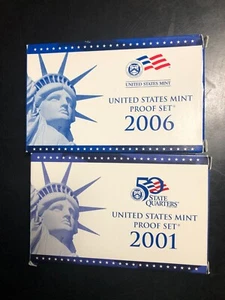 UNITED STATES MINT
UNITED STATES MINT
PROOF SET
2006
50
STATE
QUARTERS
UNITED STATES MINT
PROOF SET
2001